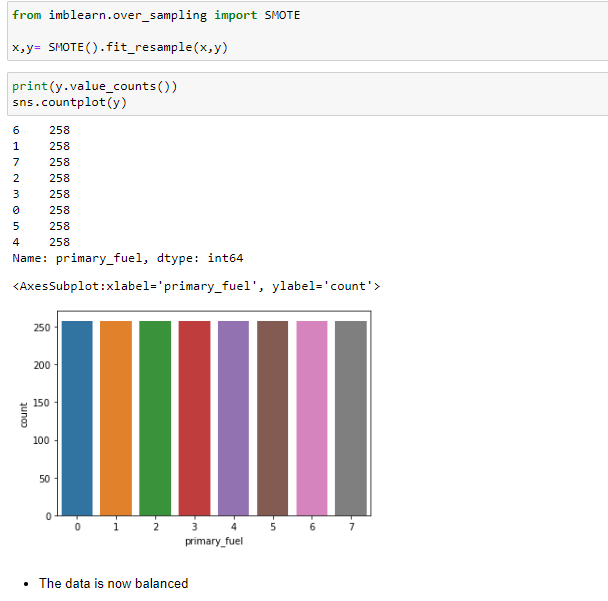 from imblearn.over_sampling import SMOTE
x,y= SMOTE().fit_resample(x,y)
print(y.value_counts())
sns.countplot(y)
6    258
1    258
7    258
2    258
3    258
0    258
5    258
4    258
Name: primary_fuel, dtype: int64
<AxesSubplot:xlabel='primary_fuel', ylabel='count'>
250
200
150
100
50
0
count
0 1 2 3 4 5 6 7
primary_fuel
• The data is now balanced